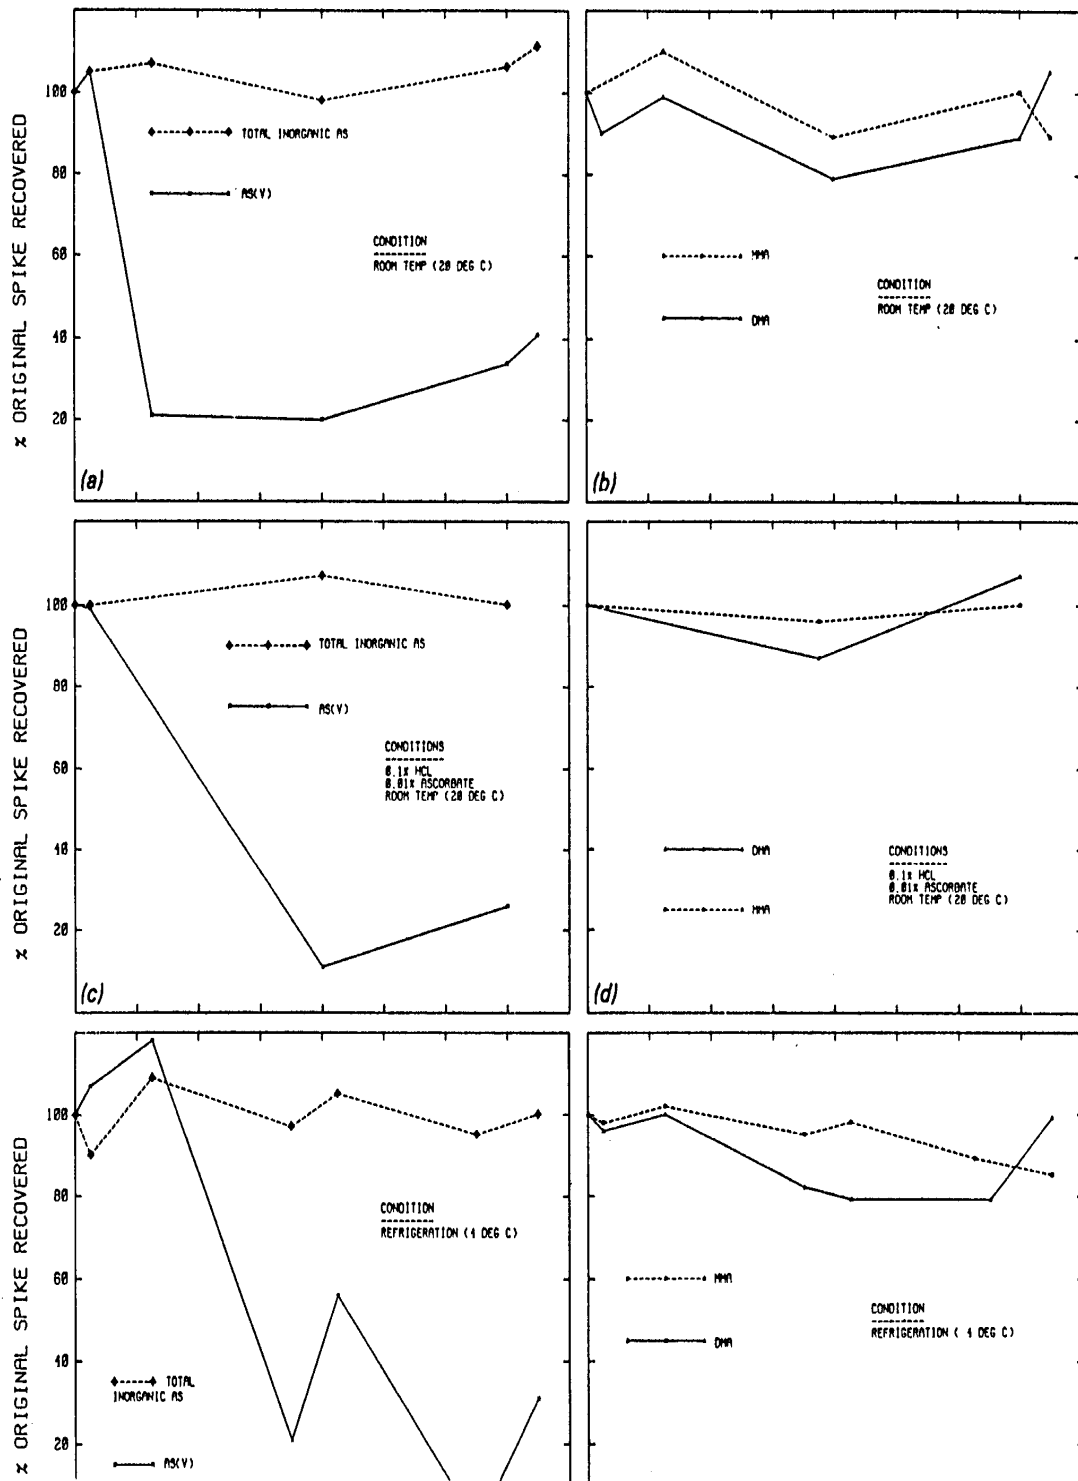 % ORIGINAL SPIKE RECOVERED
100
80
60
40
20
TOTAL INORGANIC AS
AS(V)
CONDITION
ROOM TEMP (20 DEG C)
(a)
MMA
DMA
CONDITION
ROOM TEMP (20 DEG C)
(b)
% ORIGINAL SPIKE RECOVERED
100
80
60
40
20
TOTAL INORGANIC AS
AS(V)
CONDITIONS
0.1% HCL
0.01% ASCORBATE
ROOM TEMP (20 DEG C)
(c)
DMA
MMA
CONDITIONS
0.1% HCL
0.01% ASCORBATE
ROOM TEMP (20 DEG C)
(d)
% ORIGINAL SPIKE RECOVERED
100
80
60
40
20
CONDITION
REFRIGERATION (4 DEG C)
TOTAL
INORGANIC AS
AS(V)
MMA
DMA
CONDITION
REFRIGERATION ( 4 DEG C)